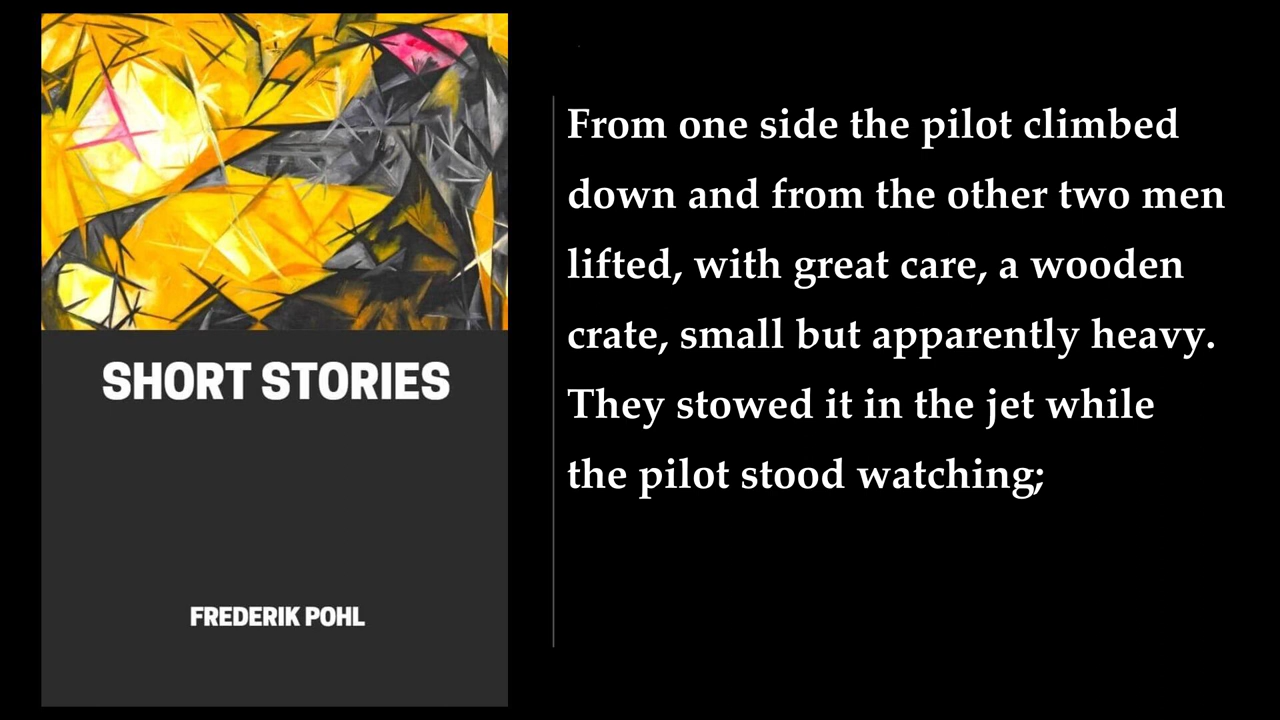 SHORT STORIES
FREDERIK POHL
From one side the pilot climbed
down and from the other two men
lifted, with great care, a wooden
crate, small but apparently heavy.
They stowed it in the jet while
the pilot stood watching;